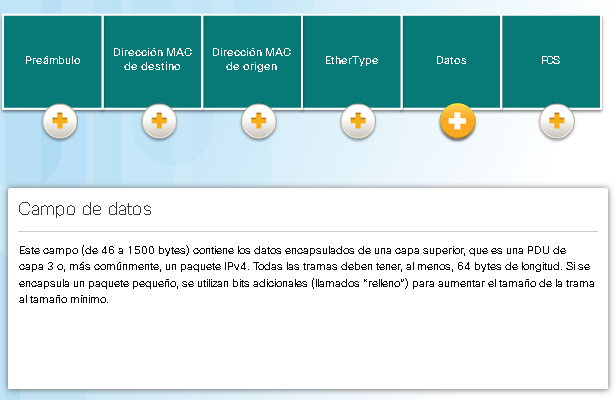 Preámbulo
Dirección MAC
de destino
Dirección MAC
de origen
EtherType
Datos
FCS
Campo de datos
Este campo (de 46 a 1500 bytes) contiene los datos encapsulados de una capa superior, que es una PDU de
capa 3 o, más comúnmente, un paquete IPv4. Todas las tramas deben tener, al menos, 64 bytes de longitud. Si se
encapsula un paquete pequeño, se utilizan bits adicionales (llamados “relleno”) para aumentar el tamaño de la trama
al tamaño mínimo.